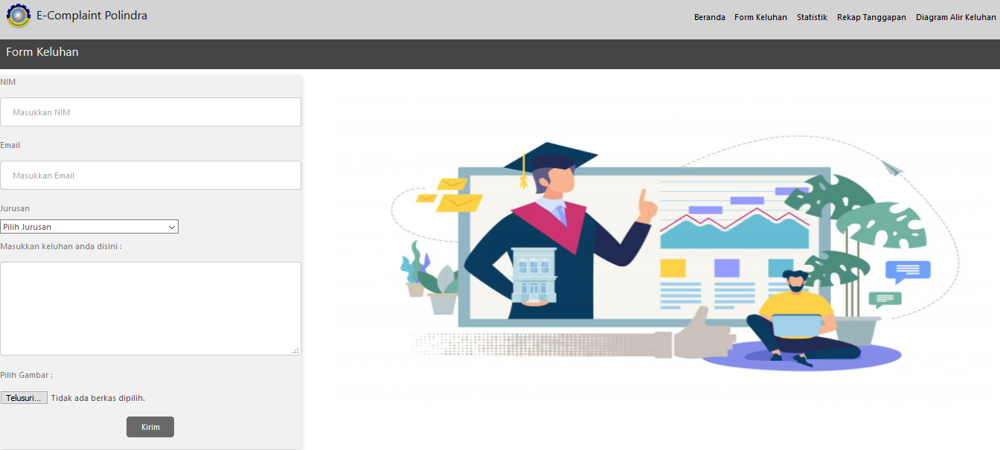 E-Complaint Polindra
Beranda Form Keluhan Statistik Rekap Tanggapan Diagram Alir Keluhan
Form Keluhan
NIM
Masukkan NIM
Email
Masukkan Email
Jurusan
Pilih Jurusan
Masukkan keluhan anda disini :
Pilih Gambar :
Telusuri... Tidak ada berkas dipilih.
Kirim